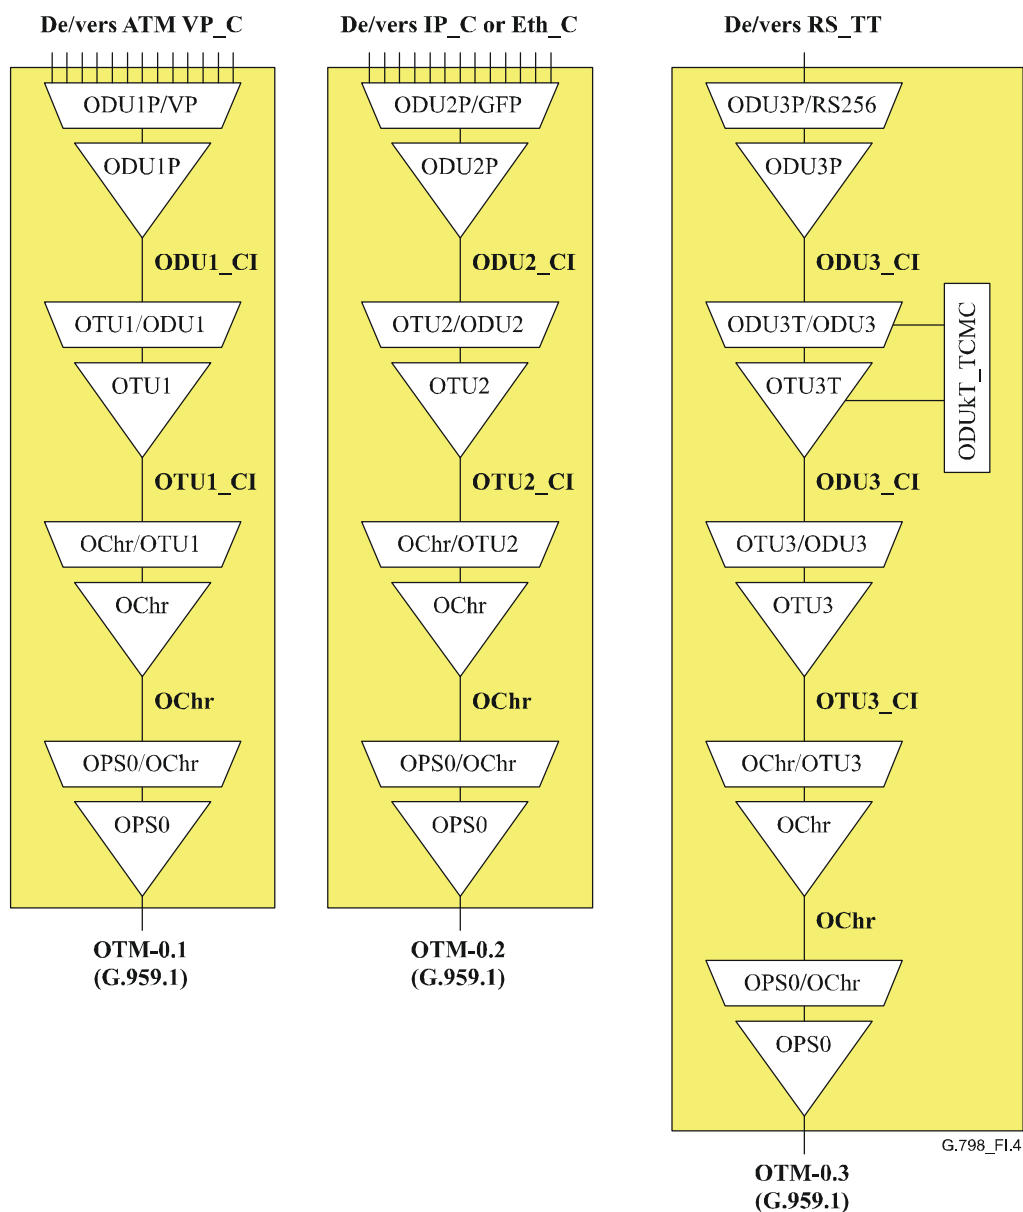 De/vers ATM VP_C
ODU1P/VP
ODU1P
ODU1_CI
OTU1/ODU1
OTU1
OTU1_CI
OChr/OTU1
OChr
OChr
OPS0/OChr
OPS0
OTM-0.1
(G.959.1)
De/vers IP_C or Eth_C
ODU2P/GFP
ODU2P
ODU2_CI
OTU2/ODU2
OTU2
OTU2_CI
OChr/OTU2
OChr
OChr
OPS0/OChr
OPS0
OTM-0.2
(G.959.1)
De/vers RS_TT
ODU3P/RS256
ODU3P
ODU3_CI
ODU3T/ODU3
OTU3T
ODUkT_TCMC
ODU3_CI
OTU3/ODU3
OTU3
OTU3_CI
OChr/OTU3
OChr
OChr
OPS0/OChr
OPS0
G.798_FI.4
OTM-0.3
(G.959.1)